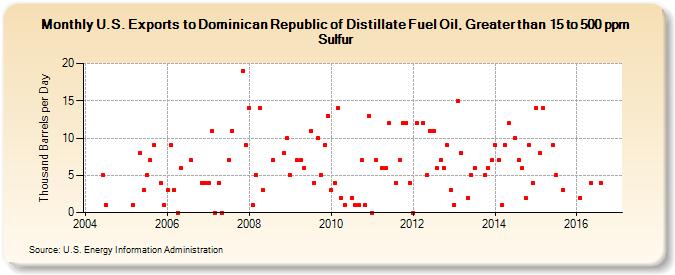 Monthly U.S. Exports to Dominican Republic of Distillate Fuel Oil, Greater than 15 to 500 ppm
Sulfur
Thousand Barrels per Day
20
15
10
5
0
2004 2006 2008 2010 2012 2014 2016
Source: U.S. Energy Information Administration